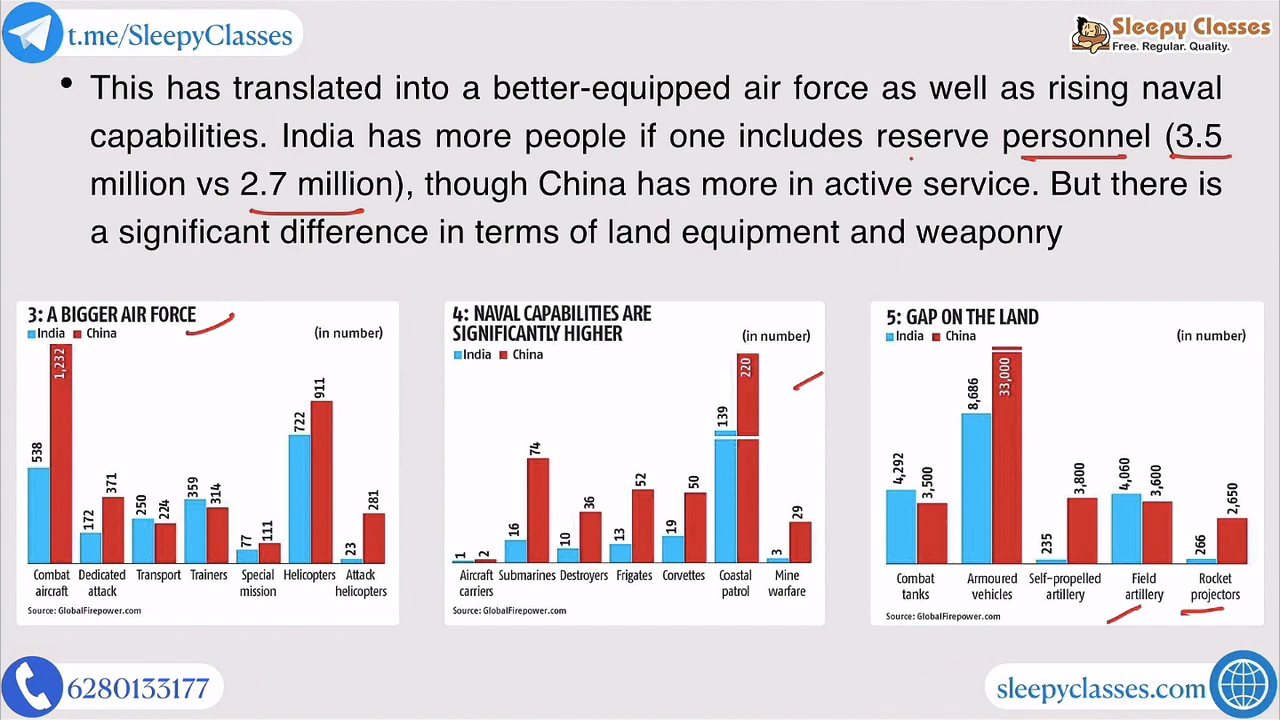 t.me/SleepyClasses
Sleepy Classes
Free. Regular. Quality.
• This has translated into a better-equipped air force as well as rising naval
capabilities. India has more people if one includes reserve personnel (3.5
million vs 2.7 million), though China has more in active service. But there is
a significant difference in terms of land equipment and weaponry
3: A BIGGER AIR FORCE
India China (in number)
538 1,232
172 371
250 224
359 314
77 111
722 911
23 281
Combat Dedicated Transport Trainers Special Helicopters Attack
aircraft attack mission helicopters
Source: GlobalFirepower.com
4: NAVAL CAPABILITIES ARE
SIGNIFICANTLY HIGHER
(in number)
India China
1 2
16 74
10 36
13 52
19 50
139 220
3 29
Aircraft Submarines Destroyers Frigates Corvettes Coastal Mine
carriers patrol warfare
Source: GlobalFirepower.com
5: GAP ON THE LAND
India China (in number)
4,292 3,500
8,686 33,000
235 3,800
4,060 3,600
266 2,650
Combat Armoured Self-propelled Field Rocket
tanks vehicles artillery artillery projectors
Source: GlobalFirepower.com
6280133177
sleepyclasses.com